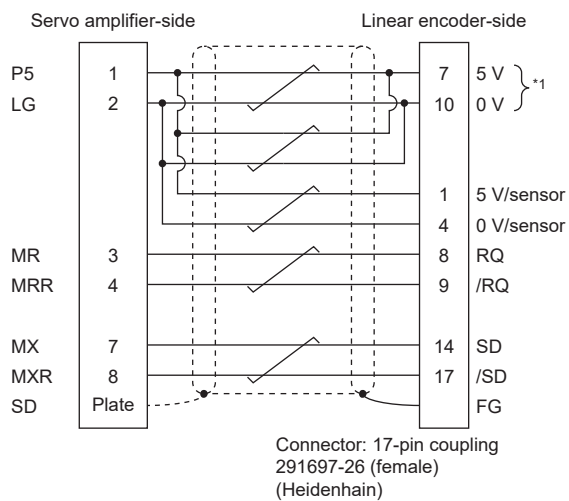 Servo amplifier-side Linear encoder-side
P5 1 7 5 V *1
LG 2 10 0 V
1 5 V/sensor
4 0 V/sensor
MR 3 8 RQ
MRR 4 9 /RQ
MX 7 14 SD
MXR 8 17 /SD
SD Plate FG
Connector: 17-pin coupling
291697-26 (female)
(Heidenhain)